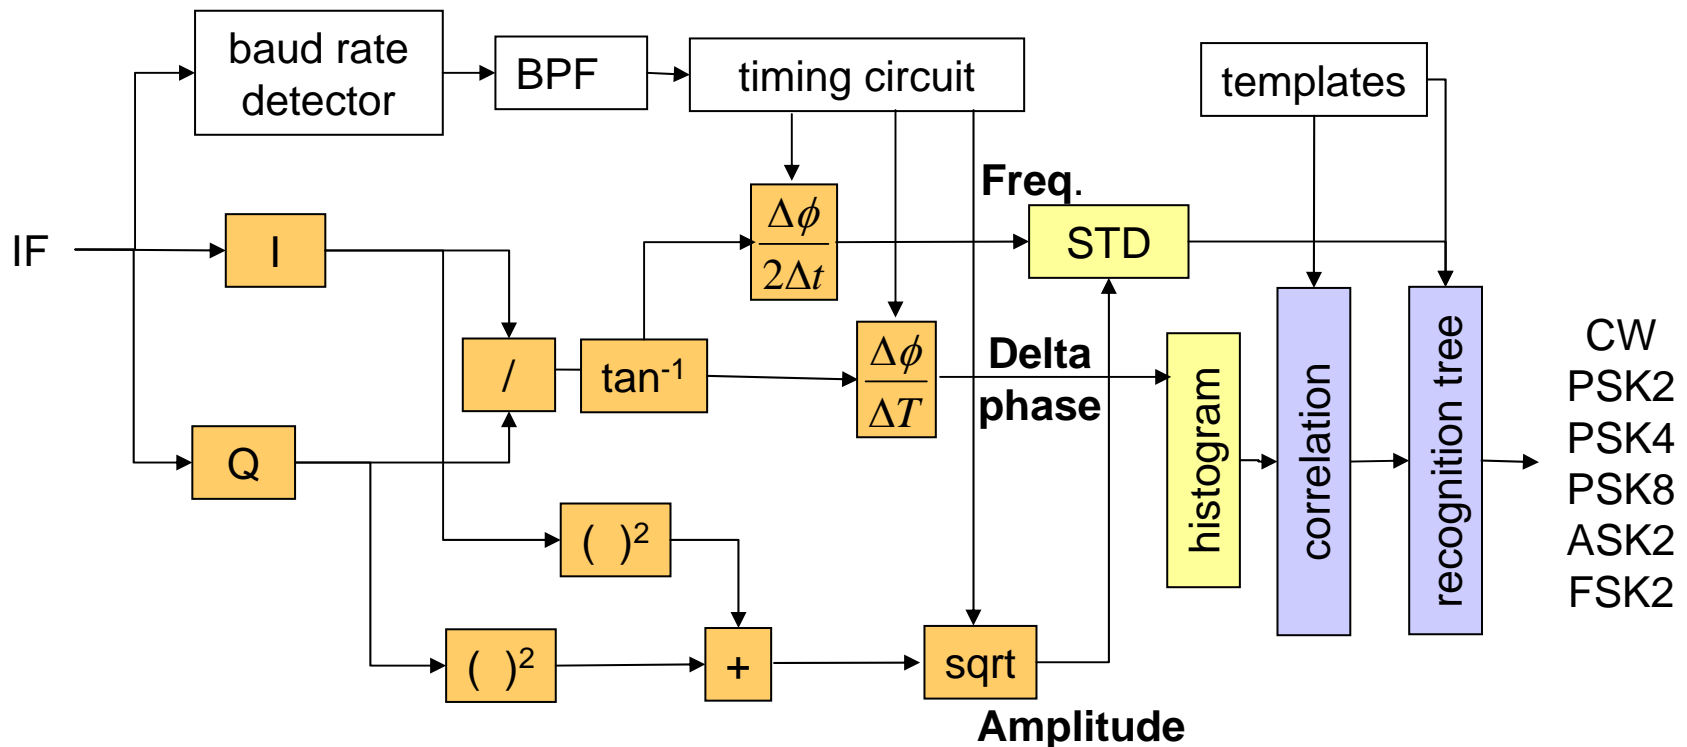 baud rate
detector
BPF
timing circuit
templates
Freq.
Δϕ
2Δt
STD
IF
I
/
tan⁻¹
Δϕ
ΔT
Delta
phase
histogram
correlation
recognition tree
CW
PSK2
PSK4
PSK8
ASK2
FSK2
Q
( )²
( )²
+
sqrt
Amplitude